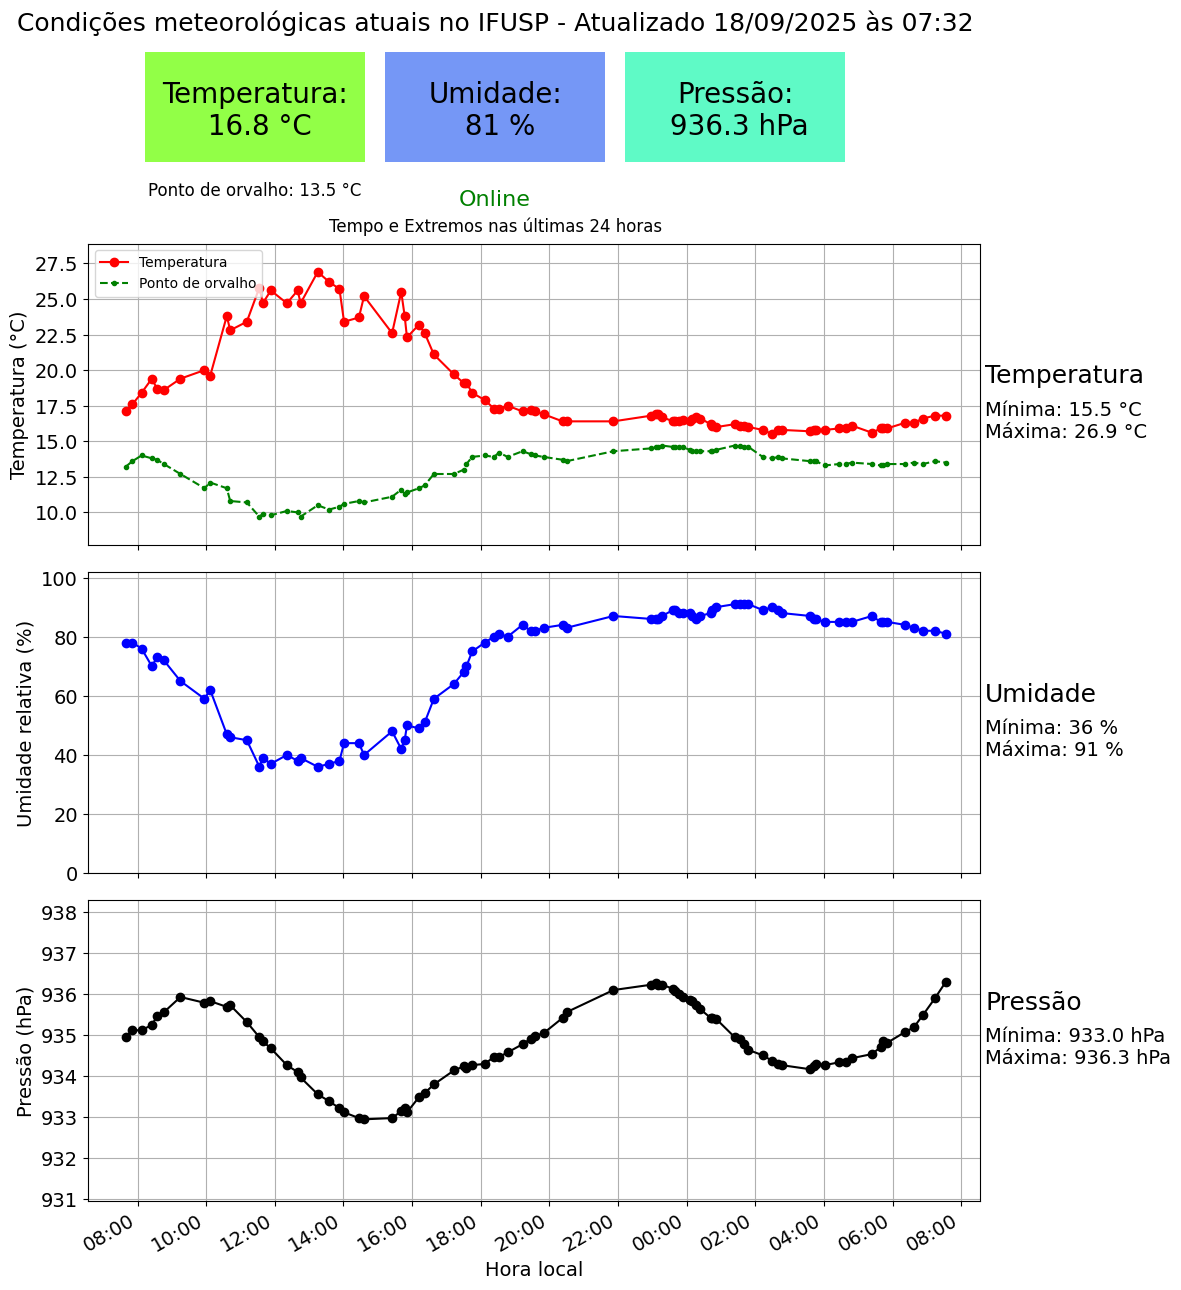 Condições meteorológicas atuais no IFUSP - Atualizado 18/09/2025 às 07:32
Temperatura:
16.8 °C
Umidade:
81 %
Pressão:
936.3 hPa
Ponto de orvalho: 13.5 °C
Online
Tempo e Extremos nas últimas 24 horas
Temperatura
Ponto de orvalho
Temperatura (°C)
27.5
25.0
22.5
20.0
17.5
15.0
12.5
10.0
Temperatura
Mínima: 15.5 °C
Máxima: 26.9 °C
Umidade relativa (%)
100
80
60
40
20
0
Umidade
Mínima: 36 %
Máxima: 91 %
Pressão (hPa)
938
937
936
935
934
933
932
931
Pressão
Mínima: 933.0 hPa
Máxima: 936.3 hPa
08:00
10:00
12:00
14:00
16:00
18:00
20:00
22:00
00:00
02:00
04:00
06:00
08:00
Hora local